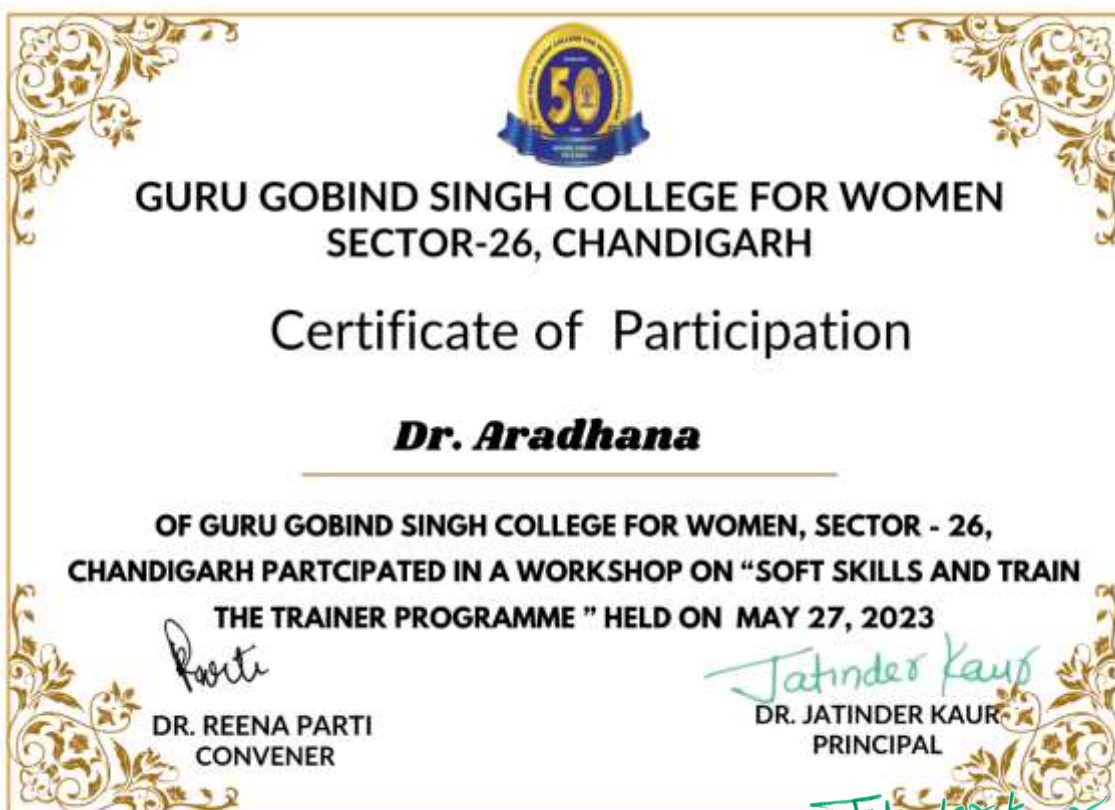 50
GURU GOBIND SINGH COLLEGE FOR WOMEN
SECTOR-26, CHANDIGARH
Certificate of Participation
Dr. Aradhana
OF GURU GOBIND SINGH COLLEGE FOR WOMEN, SECTOR - 26,
CHANDIGARH PARTCIPATED IN A WORKSHOP ON “SOFT SKILLS AND TRAIN
THE TRAINER PROGRAMME ” HELD ON MAY 27, 2023
Parti
Jatinder Kaur
DR. REENA PARTI
DR. JATINDER KAUR
CONVENER
PRINCIPAL